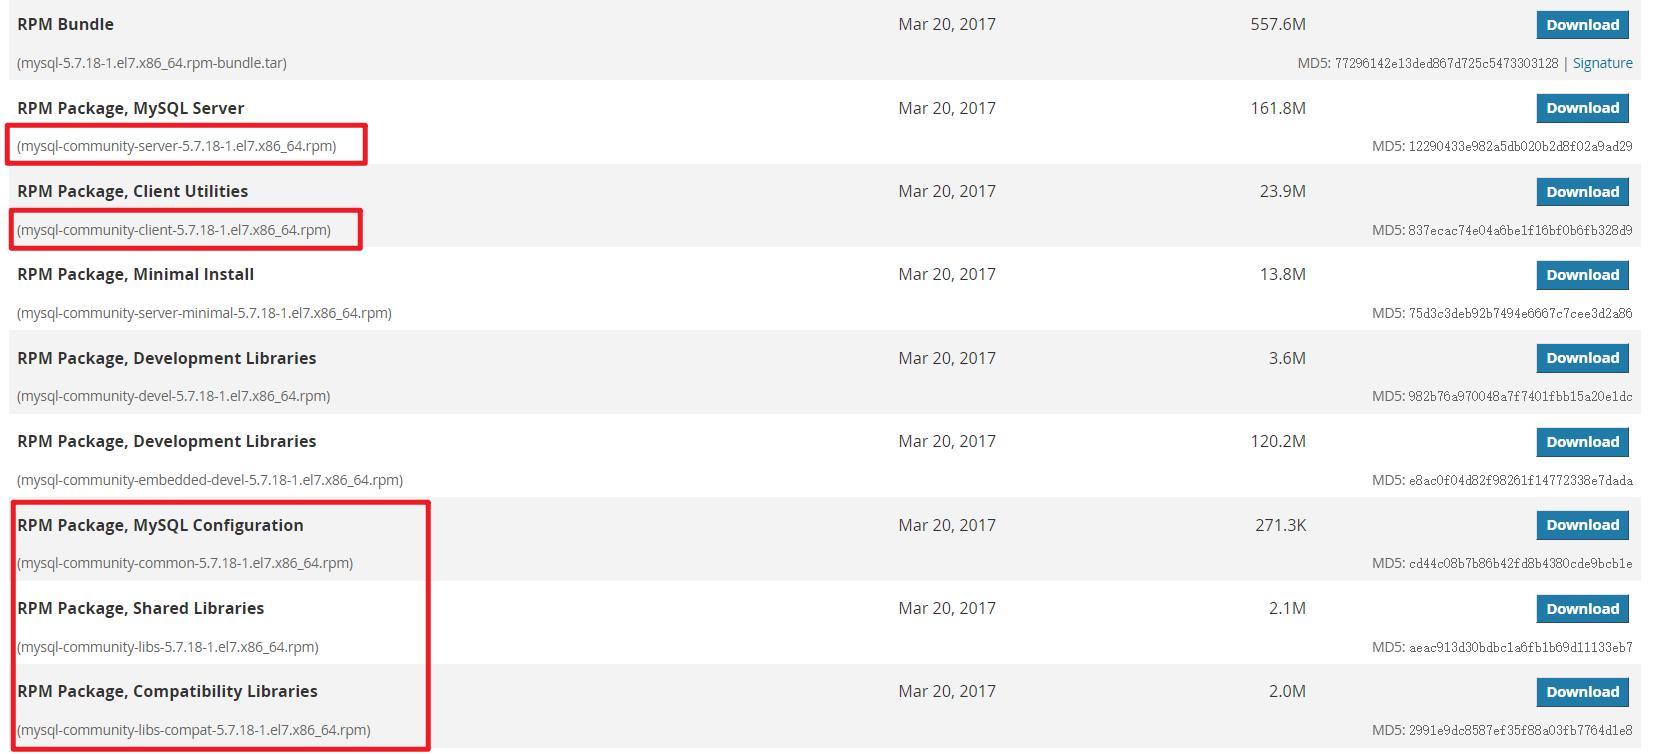 RPM Bundle Mar 20, 2017 557.6M Download
(mysql-5.7.18-1.el7.x86_64.rpm-bundle.tar) MD5: 77296142e13ded867d725c5473303128 | Signature
RPM Package, MySQL Server Mar 20, 2017 161.8M Download
(mysql-community-server-5.7.18-1.el7.x86_64.rpm) MD5: 12290433e982a5db020b2d8f02a9ad29
RPM Package, Client Utilities Mar 20, 2017 23.9M Download
(mysql-community-client-5.7.18-1.el7.x86_64.rpm) MD5: 837ecac74e04a6be1f16bf0b6fb328d9
RPM Package, Minimal Install Mar 20, 2017 13.8M Download
(mysql-community-server-minimal-5.7.18-1.el7.x86_64.rpm) MD5: 75d3c3deb92b7494e6667c7cee3d2a86
RPM Package, Development Libraries Mar 20, 2017 3.6M Download
(mysql-community-devel-5.7.18-1.el7.x86_64.rpm) MD5: 982b76a970048a7f7401fbb15a20e1dc
RPM Package, Development Libraries Mar 20, 2017 120.2M Download
(mysql-community-embedded-devel-5.7.18-1.el7.x86_64.rpm) MD5: e8ac0f04d82f98261f14772338e7dada
RPM Package, MySQL Configuration Mar 20, 2017 271.3K Download
(mysql-community-common-5.7.18-1.el7.x86_64.rpm) MD5: cd44c08b7b86b42fd8b4380cde9bcb1e
RPM Package, Shared Libraries Mar 20, 2017 2.1M Download
(mysql-community-libs-5.7.18-1.el7.x86_64.rpm) MD5: aeac913d30bdbc1a6fb1b69d11133eb7
RPM Package, Compatibility Libraries Mar 20, 2017 2.0M Download
(mysql-community-libs-compat-5.7.18-1.el7.x86_64.rpm) MD5: 2991e9dc8587ef35f88a03fb7764d1e8